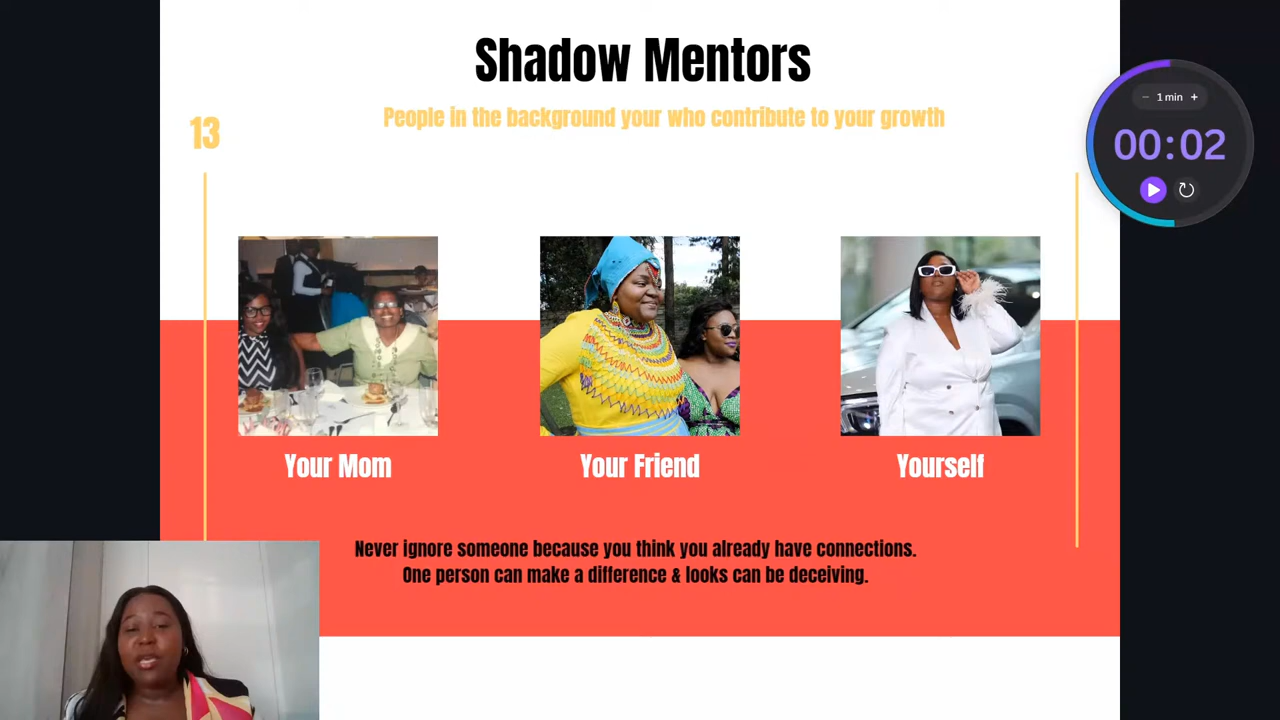 Shadow Mentors
People in the background your who contribute to your growth
13
− 1 min +
00:02
Your Mom
Your Friend
Yourself
Never ignore someone because you think you already have connections.
One person can make a difference & looks can be deceiving.